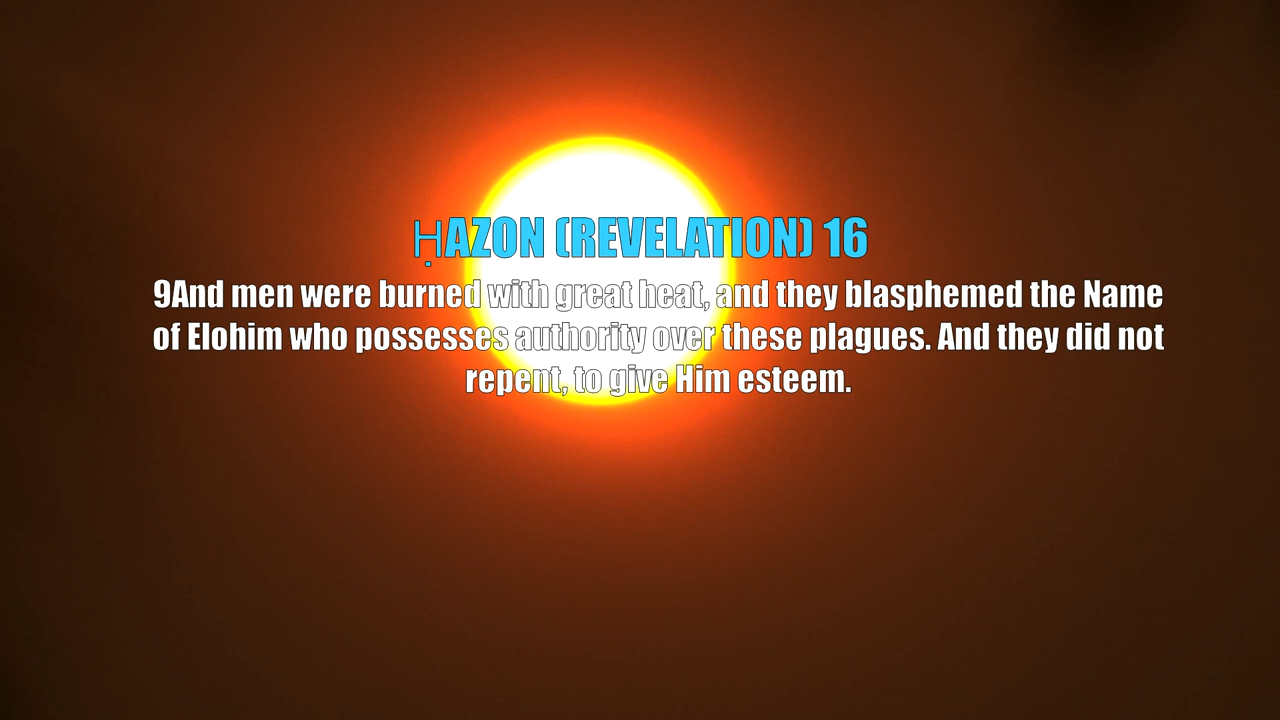 ḤAZON (REVELATION) 16
9And men were burned with great heat, and they blasphemed the Name
of Elohim who possesses authority over these plagues. And they did not
repent, to give Him esteem.